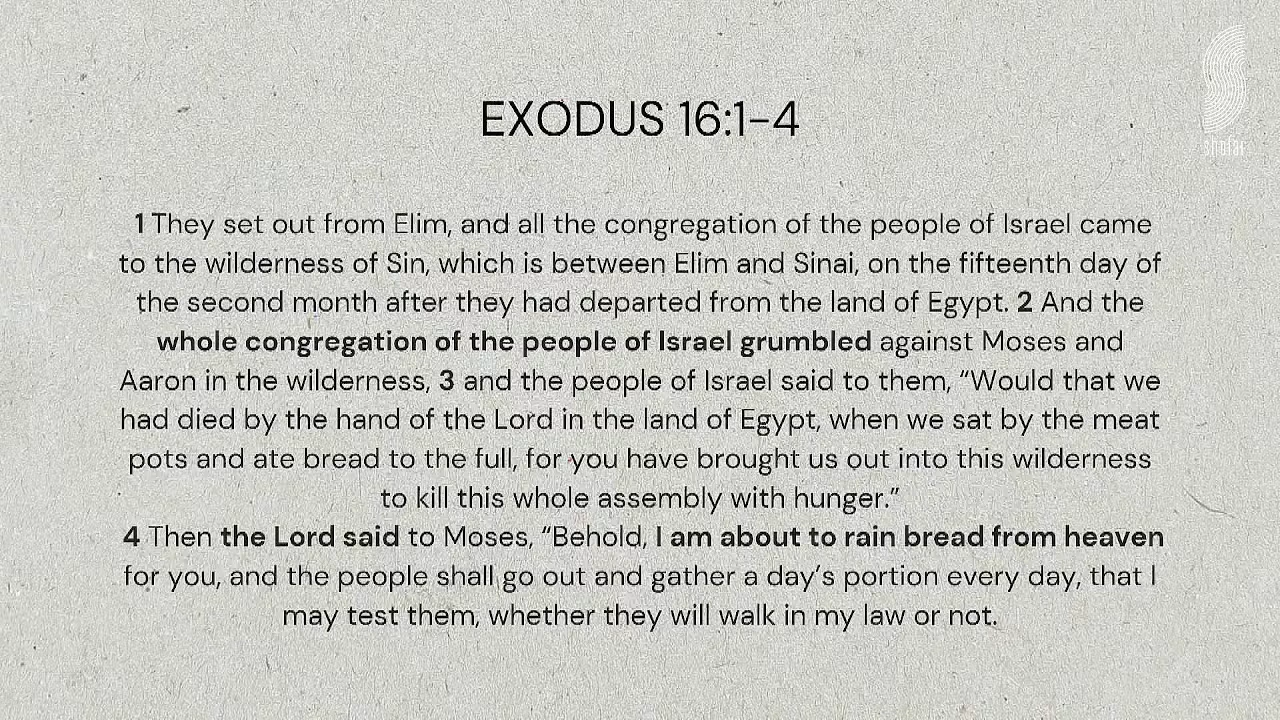 EXODUS 16:1–4
shofar
1 They set out from Elim, and all the congregation of the people of Israel came
to the wilderness of Sin, which is between Elim and Sinai, on the fifteenth day of
the second month after they had departed from the land of Egypt. 2 And the
whole congregation of the people of Israel grumbled against Moses and
Aaron in the wilderness, 3 and the people of Israel said to them, “Would that we
had died by the hand of the Lord in the land of Egypt, when we sat by the meat
pots and ate bread to the full, for you have brought us out into this wilderness
to kill this whole assembly with hunger.”
4 Then the Lord said to Moses, “Behold, I am about to rain bread from heaven
for you, and the people shall go out and gather a day’s portion every day, that I
may test them, whether they will walk in my law or not.